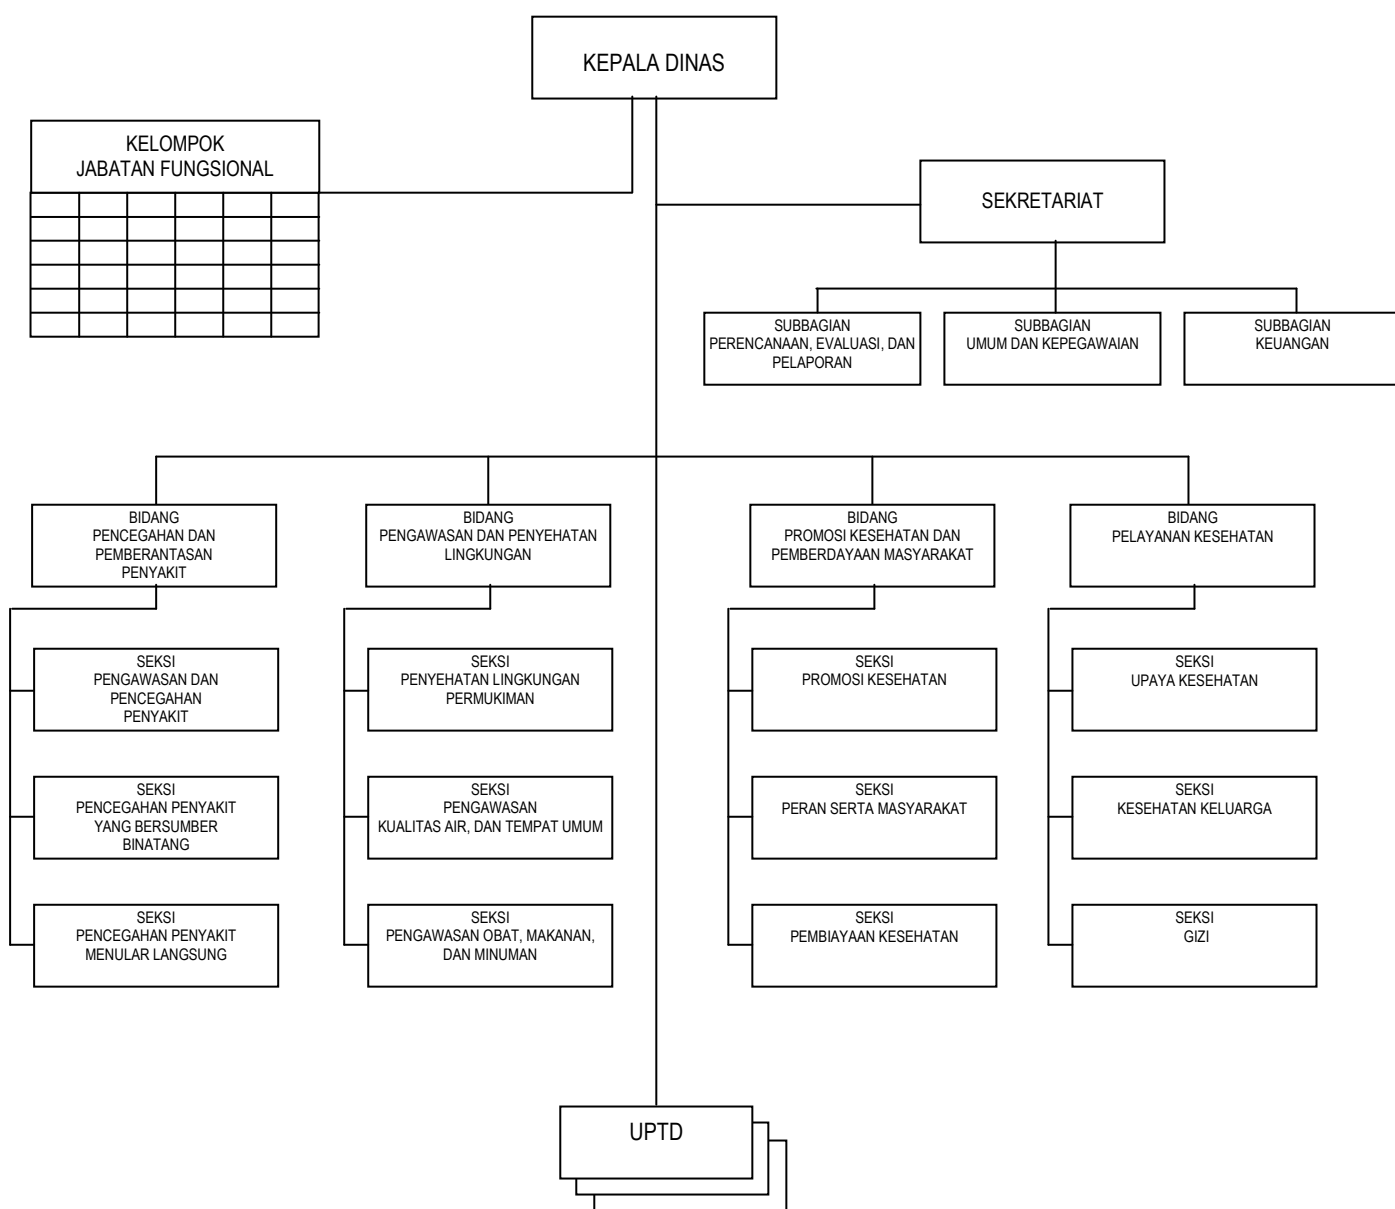 KEPALA DINAS
KELOMPOK
JABATAN FUNGSIONAL
SEKRETARIAT
SUBBAGIAN
PERENCANAAN, EVALUASI, DAN
PELAPORAN
SUBBAGIAN
UMUM DAN KEPEGAWAIAN
SUBBAGIAN
KEUANGAN
BIDANG
PENCEGAHAN DAN
PEMBERANTASAN
PENYAKIT
BIDANG
PENGAWASAN DAN PENYEHATAN
LINGKUNGAN
BIDANG
PROMOSI KESEHATAN DAN
PEMBERDAYAAN MASYARAKAT
BIDANG
PELAYANAN KESEHATAN
SEKSI
PENGAWASAN DAN
PENCEGAHAN
PENYAKIT
SEKSI
PENYEHATAN LINGKUNGAN
PERMUKIMAN
SEKSI
PROMOSI KESEHATAN
SEKSI
UPAYA KESEHATAN
SEKSI
PENCEGAHAN PENYAKIT
YANG BERSUMBER
BINATANG
SEKSI
PENGAWASAN
KUALITAS AIR, DAN TEMPAT UMUM
SEKSI
PERAN SERTA MASYARAKAT
SEKSI
KESEHATAN KELUARGA
SEKSI
PENCEGAHAN PENYAKIT
MENULAR LANGSUNG
SEKSI
PENGAWASAN OBAT, MAKANAN,
DAN MINUMAN
SEKSI
PEMBIAYAAN KESEHATAN
SEKSI
GIZI
UPTD